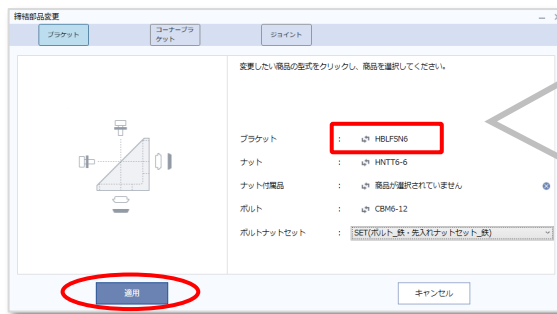 締結部品変更
ブラケット
コーナーブラ
ケット
ジョイント
変更したい商品の型式をクリックし、商品を選択してください。
ブラケット : HBLFSN6
ナット : HNTT6-6
ナット付属品 : 商品が選択されていません
ボルト : CBM6-12
ボルトナットセット : SET(ボルト_鉄・先入れナットセット_鉄)
適用 キャンセル